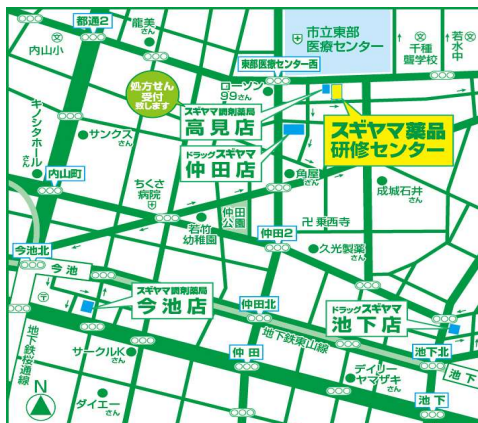 都通2
龍美
さん
内山小
文
市立東部
医療センター
文
千種
聾学校
文
若水中
東部医療センター西
処方せん
受付
致します
ローソン
99さん
スギヤマ調剤薬局
高見店
スギヤマ薬品
研修センター
キノシタホール
さん
サンクス
さん
ドラッグスギヤマ
仲田店
内山町
ちくさ
病院
角屋
さん
成城石井
さん
仲田
公園
若竹
幼稚園
卍 東西寺
今池北
仲田2
久光製薬
さん
今池
スギヤマ調剤薬局
今池店
仲田北
ドラッグスギヤマ
池下店
地下鉄東山線
地下鉄桜通線
サークルK
さん
仲田
池下北
デイリー
ヤマザキ
さん
池下
N
ダイエー
さん
池下